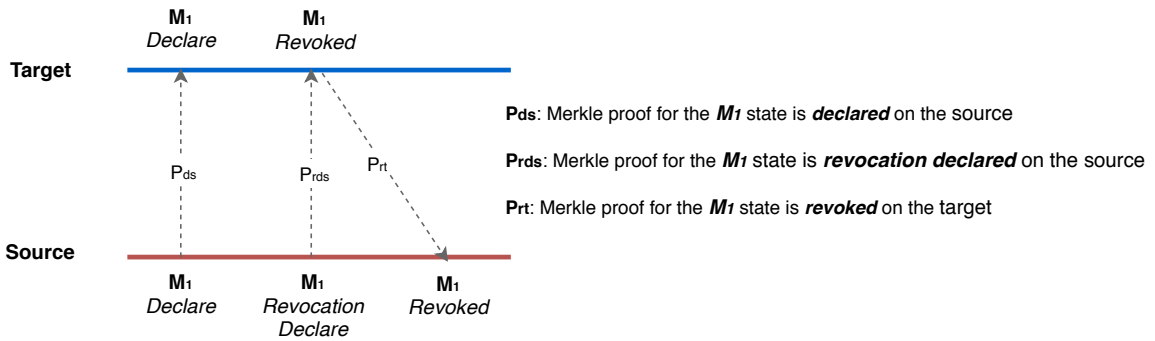 M1
Declare
M1
Revoked
Target
Pds: Merkle proof for the M1 state is declared on the source
Prds: Merkle proof for the M1 state is revocation declared on the source
Pds
Prds
Prt
Prt: Merkle proof for the M1 state is revoked on the target
Source
M1
Declare
M1
Revocation
Declare
M1
Revoked